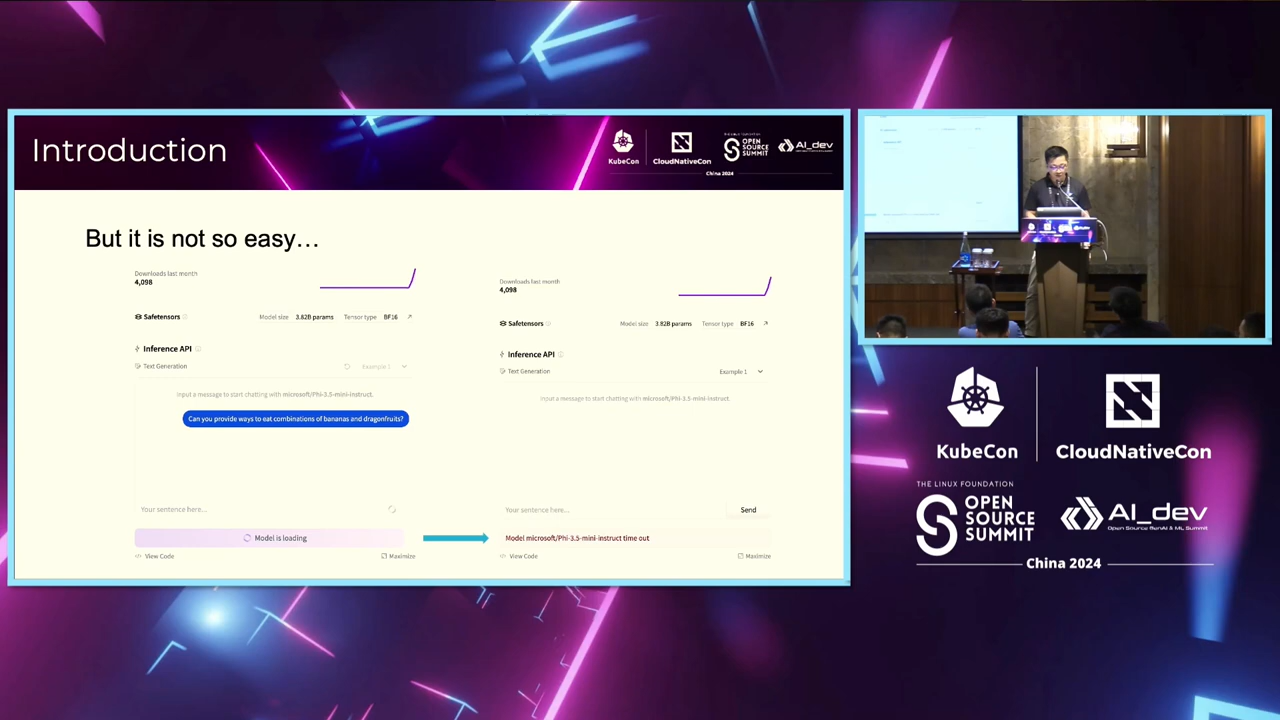 Introduction
KubeCon
CloudNativeCon
THE LINUX FOUNDATION
OPEN
SOURCE
SUMMIT
AI_dev
China 2024
But it is not so easy...
Downloads last month
4,098
Safetensors
Model size 3.82B params Tensor type BF16
Inference API
Text Generation
Example 1
Input a message to start chatting with microsoft/Phi-3.5-mini-instruct.
Can you provide ways to eat combinations of bananas and dragonfruits?
Your sentence here...
Model is loading
View Code
Maximize
Downloads last month
4,098
Safetensors
Model size 3.82B params Tensor type BF16
Inference API
Text Generation
Example 1
Input a message to start chatting with microsoft/Phi-3.5-mini-instruct.
Your sentence here...
Send
Model microsoft/Phi-3.5-mini-instruct time out
View Code
Maximize
KubeCon
CloudNativeCon
THE LINUX FOUNDATION
OPEN
SOURCE
SUMMIT
AI_dev
Open Source GenAI & ML Summit
China 2024